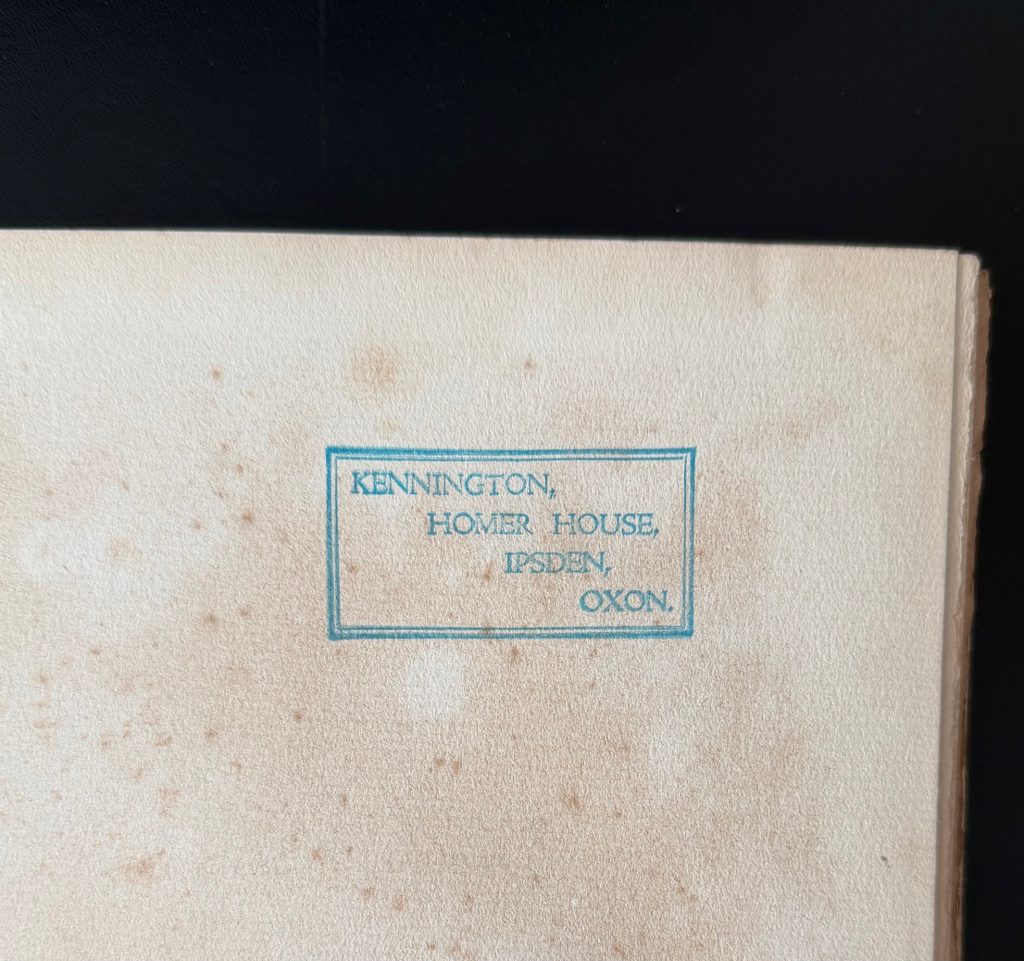 KENNINGTON,
HOMER HOUSE,
IPSDEN,
OXON.